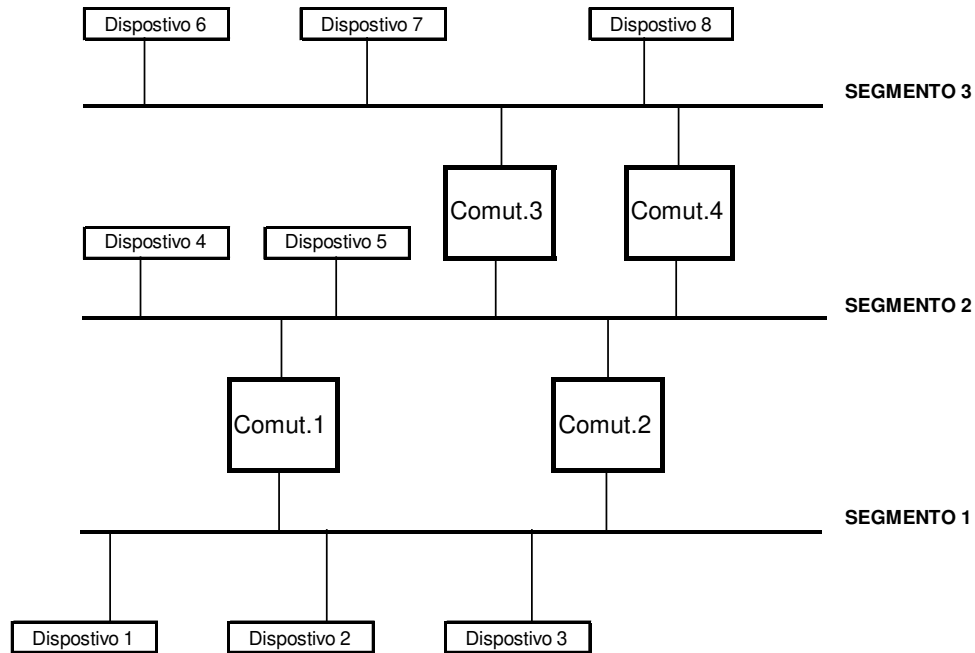 Dispostivo 6
Dispostivo 7
Dispostivo 8
SEGMENTO 3
Comut.3
Comut.4
Dispostivo 4
Dispostivo 5
SEGMENTO 2
Comut.1
Comut.2
SEGMENTO 1
Dispostivo 1
Dispostivo 2
Dispostivo 3